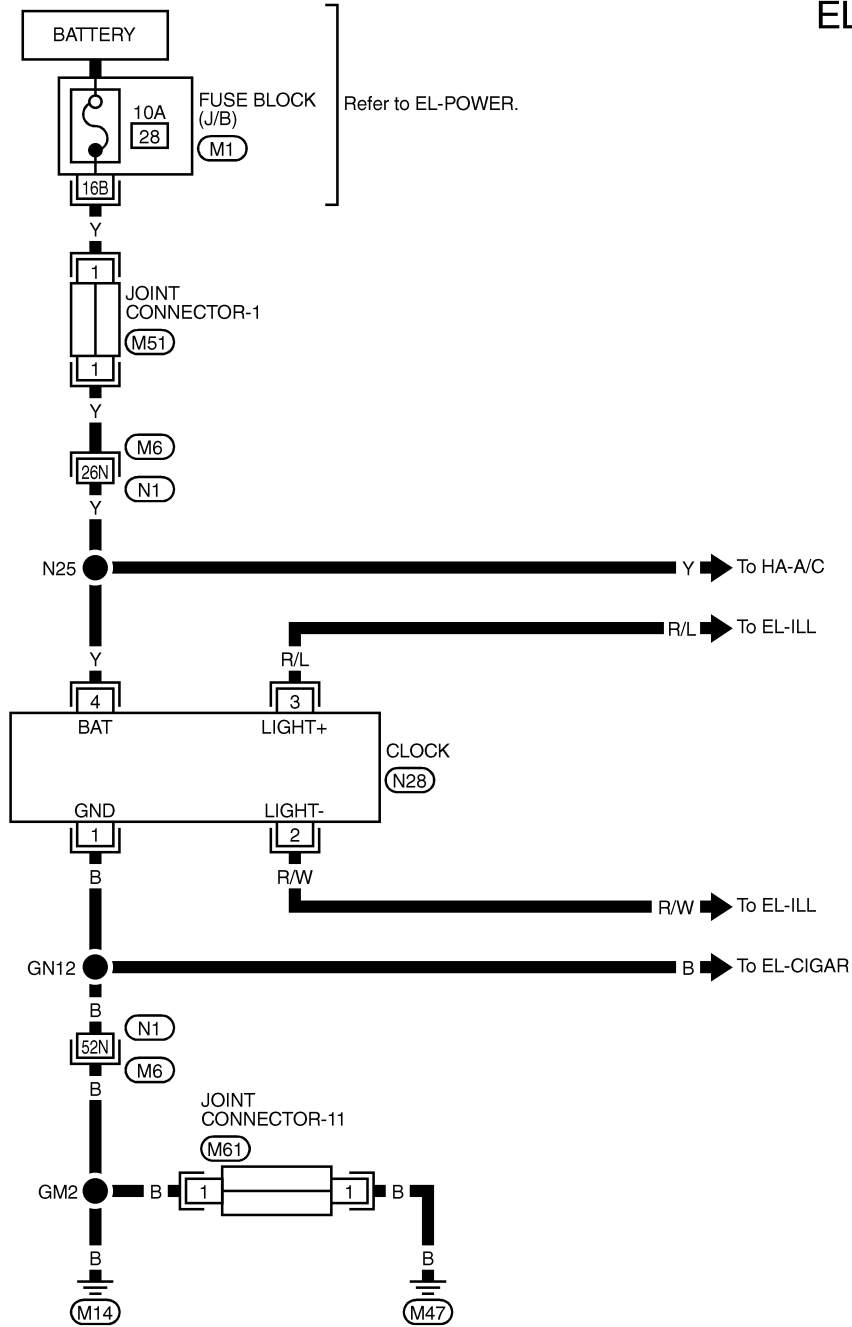 EL
BATTERY
10A
28
FUSE BLOCK
(J/B)
M1
Refer to EL-POWER.
16B
Y
1
JOINT
CONNECTOR-1
M51
1
Y
M6
26N
N1
Y
N25
Y
To HA-A/C
R/L
To EL-ILL
Y
R/L
4
3
BAT
LIGHT+
CLOCK
N28
GND
LIGHT-
1
2
B
R/W
R/W
To EL-ILL
GN12
B
To EL-CIGAR
B
N1
52N
M6
B
JOINT
CONNECTOR-11
M61
GM2
B
1
1
B
B
B
M14
M47